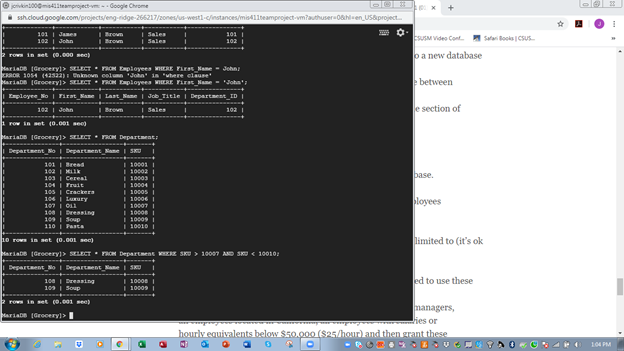 jcrivkin100@mis411teamproject-vm: ~ - Google Chrome
ssh.cloud.google.com/projects/eng-ridge-266217/zones/us-west1-c/instances/mis411teamproject-vm?authuser=0&hl=en_US&project...
| 101 | James | Brown | Sales | 101 |
| 102 | John | Brown | Sales | 102 |
2 rows in set (0.000 sec)
MariaDB [Grocery]> SELECT * FROM Employees WHERE First_Name = John;
ERROR 1054 (42S22): Unknown column 'John' in 'where clause'
MariaDB [Grocery]> SELECT * FROM Employees WHERE First_Name = 'John';
| Employee_No | First_Name | Last_Name | Job_Title | Department_ID |
| 102 | John | Brown | Sales | 102 |
1 row in set (0.001 sec)
MariaDB [Grocery]> SELECT * FROM Department;
| Department_No | Department_Name | SKU |
| 101 | Bread | 10001 |
| 102 | Milk | 10002 |
| 103 | Cereal | 10003 |
| 104 | Fruit | 10004 |
| 105 | Crackers | 10005 |
| 106 | Luxury | 10006 |
| 107 | Oil | 10007 |
| 108 | Dressing | 10008 |
| 109 | Soup | 10009 |
| 110 | Pasta | 10010 |
10 rows in set (0.001 sec)
MariaDB [Grocery]> SELECT * FROM Department WHERE SKU > 10007 AND SKU < 10010;
| Department_No | Department_Name | SKU |
| 108 | Dressing | 10008 |
| 109 | Soup | 10009 |
2 rows in set (0.001 sec)
MariaDB [Grocery]>
CSUSM Video Conf...
Safari Books | CSUS...
o a new database
e between
e section of
base.
loyees
limited to (it's ok
ed to use these
managers,
hourly equivalents below $50,000 ($25/hour) and then grant these
1:04 PM